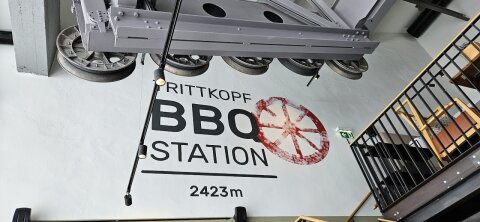 RITTKOPF
BBQ
STATION
2423m